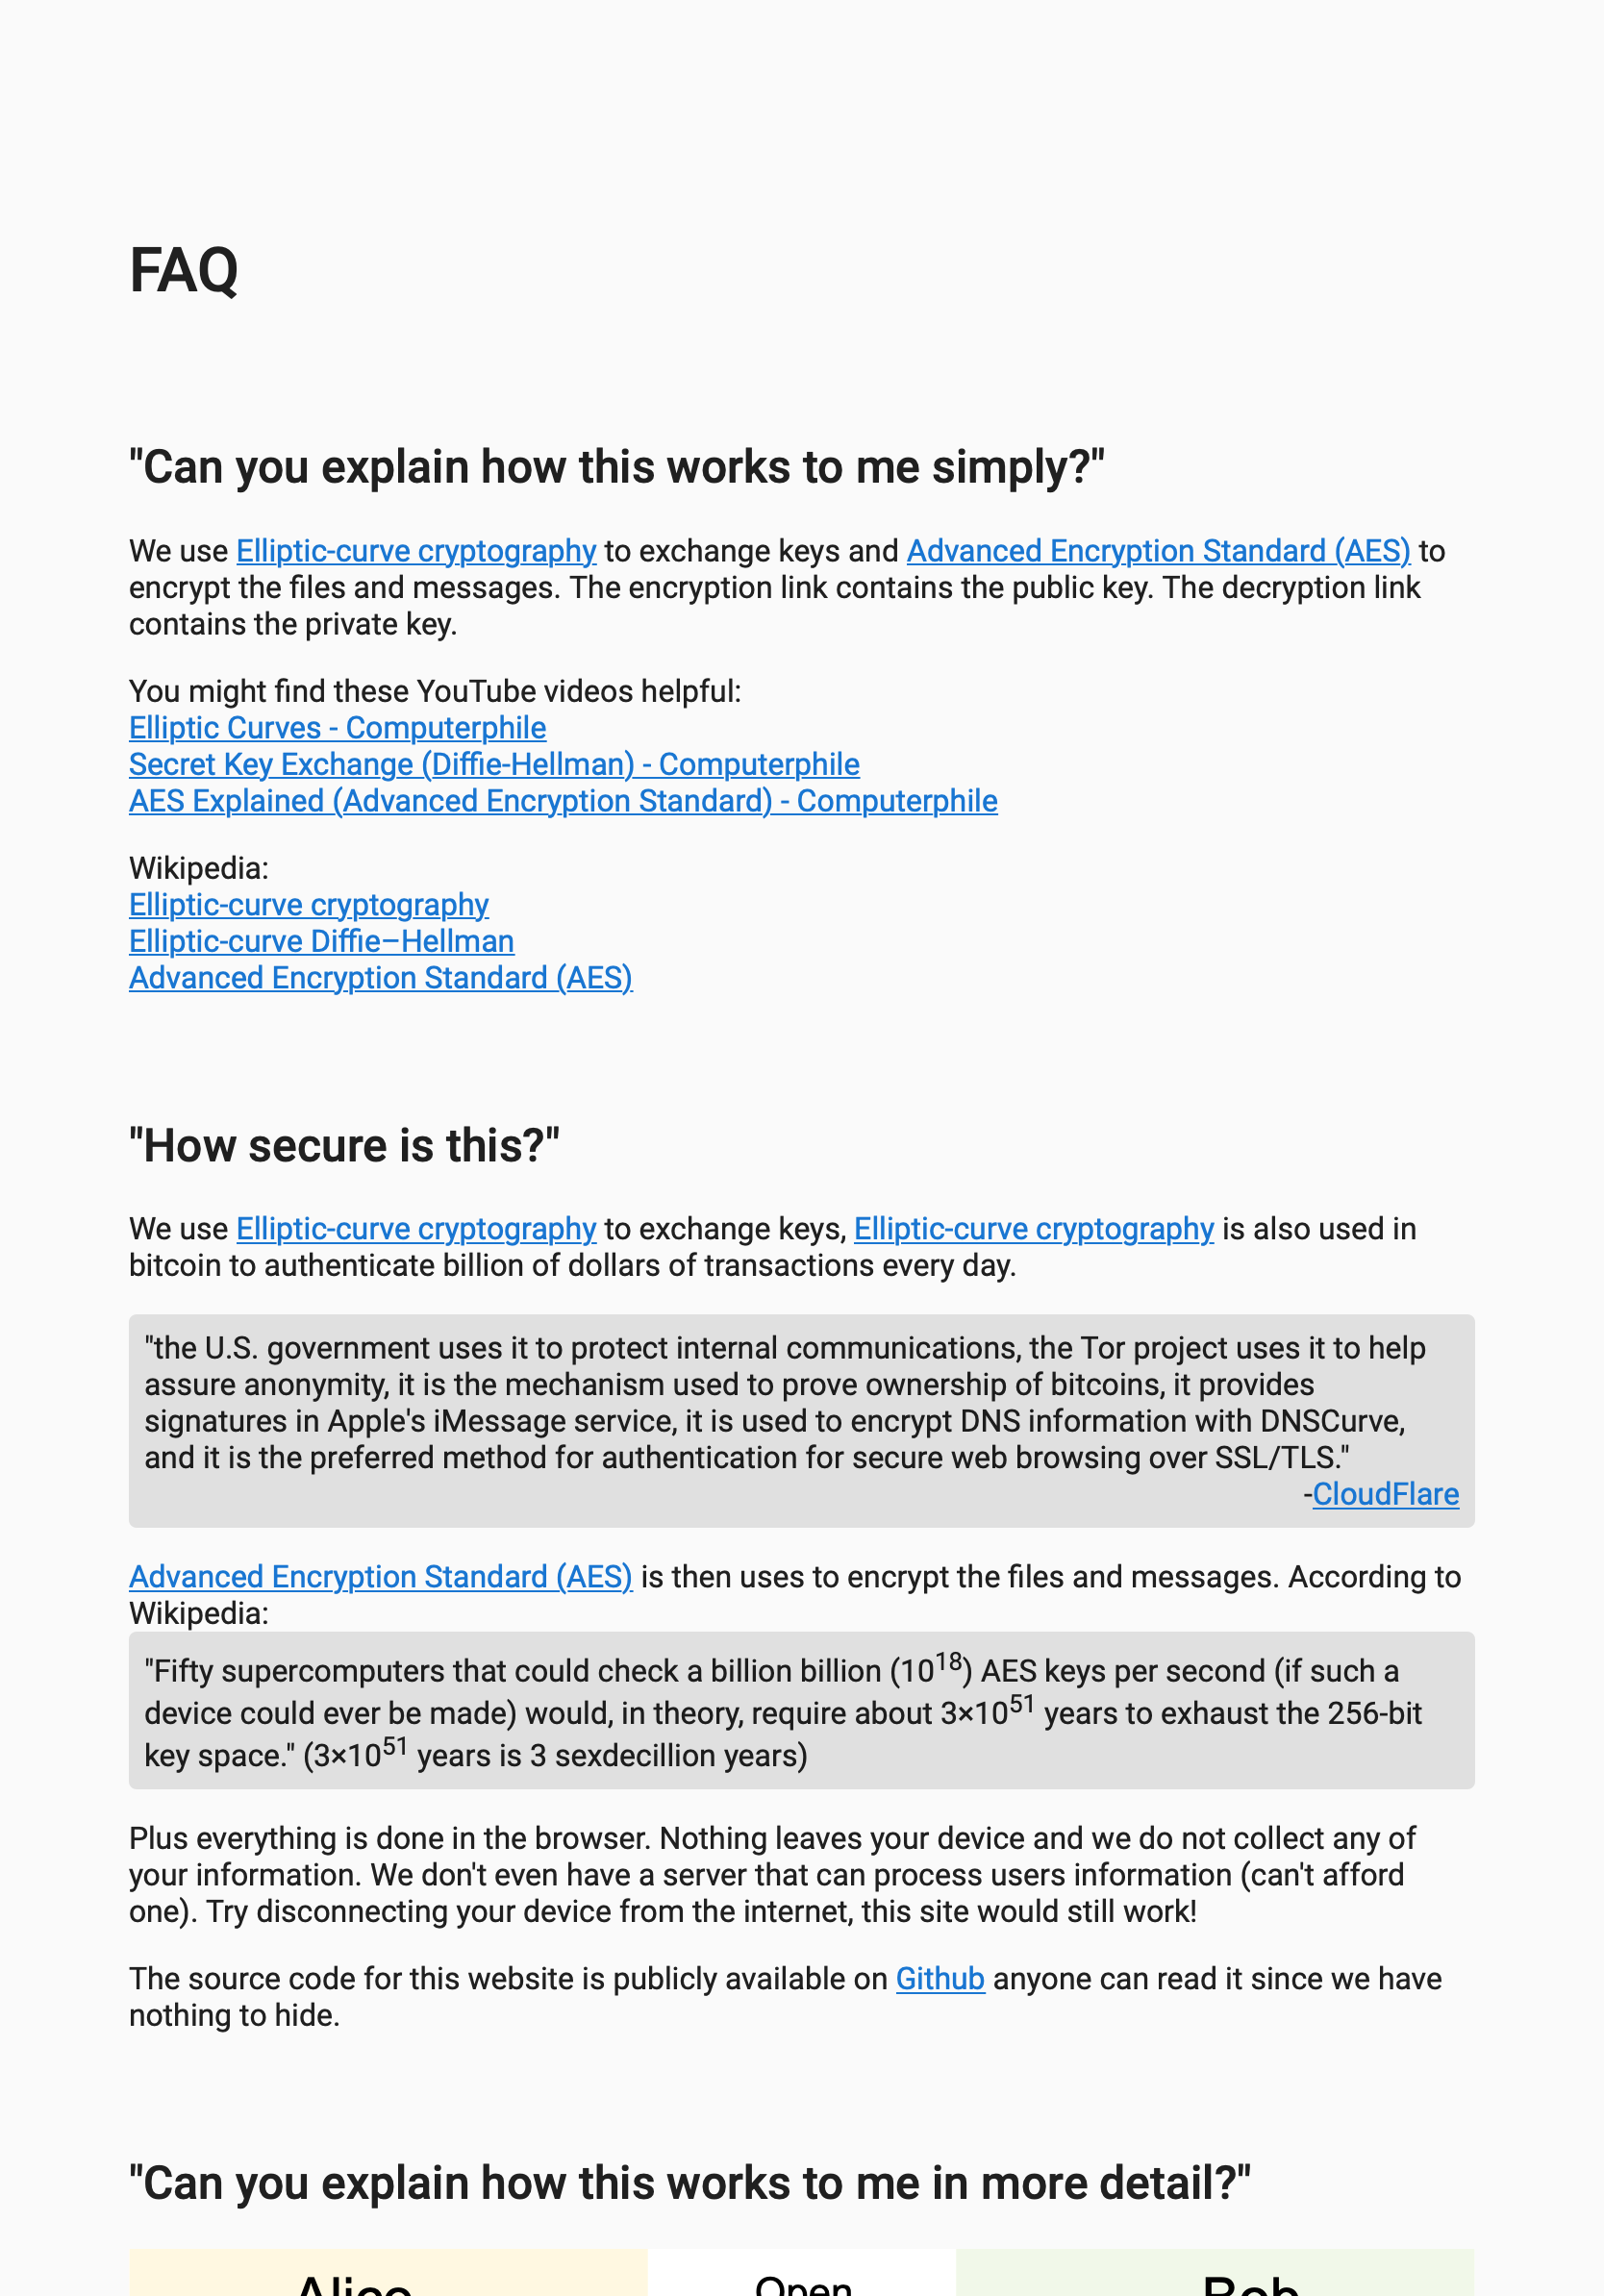 FAQ
"Can you explain how this works to me simply?"
We use Elliptic-curve cryptography to exchange keys and Advanced Encryption Standard (AES) to
encrypt the files and messages. The encryption link contains the public key. The decryption link
contains the private key.
You might find these YouTube videos helpful:
Elliptic Curves - Computerphile
Secret Key Exchange (Diffie-Hellman) - Computerphile
AES Explained (Advanced Encryption Standard) - Computerphile
Wikipedia:
Elliptic-curve cryptography
Elliptic-curve Diffie–Hellman
Advanced Encryption Standard (AES)
"How secure is this?"
We use Elliptic-curve cryptography to exchange keys, Elliptic-curve cryptography is also used in
bitcoin to authenticate billion of dollars of transactions every day.
"the U.S. government uses it to protect internal communications, the Tor project uses it to help
assure anonymity, it is the mechanism used to prove ownership of bitcoins, it provides
signatures in Apple's iMessage service, it is used to encrypt DNS information with DNSCurve,
and it is the preferred method for authentication for secure web browsing over SSL/TLS."
-CloudFlare
Advanced Encryption Standard (AES) is then uses to encrypt the files and messages. According to
Wikipedia:
"Fifty supercomputers that could check a billion billion (10¹⁸) AES keys per second (if such a
device could ever be made) would, in theory, require about 3×10⁵¹ years to exhaust the 256-bit
key space." (3×10⁵¹ years is 3 sexdecillion years)
Plus everything is done in the browser. Nothing leaves your device and we do not collect any of
your information. We don't even have a server that can process users information (can't afford
one). Try disconnecting your device from the internet, this site would still work!
The source code for this website is publicly available on Github anyone can read it since we have
nothing to hide.
"Can you explain how this works to me in more detail?"
Alice Open Bob